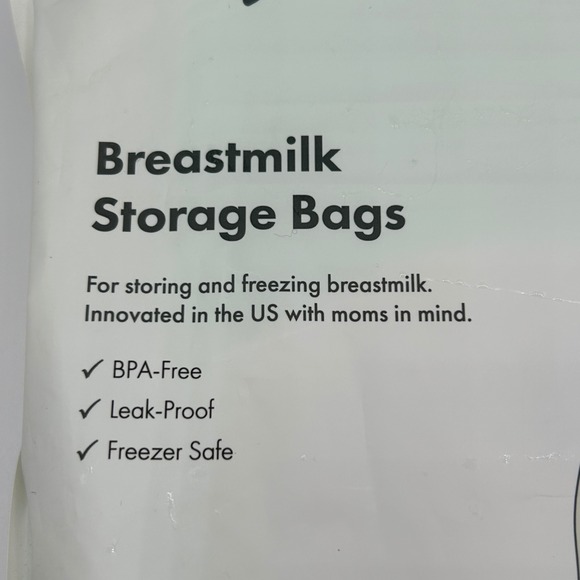 Breastmilk
Storage Bags
For storing and freezing breastmilk.
Innovated in the US with moms in mind.
✓ BPA-Free
✓ Leak-Proof
✓ Freezer Safe